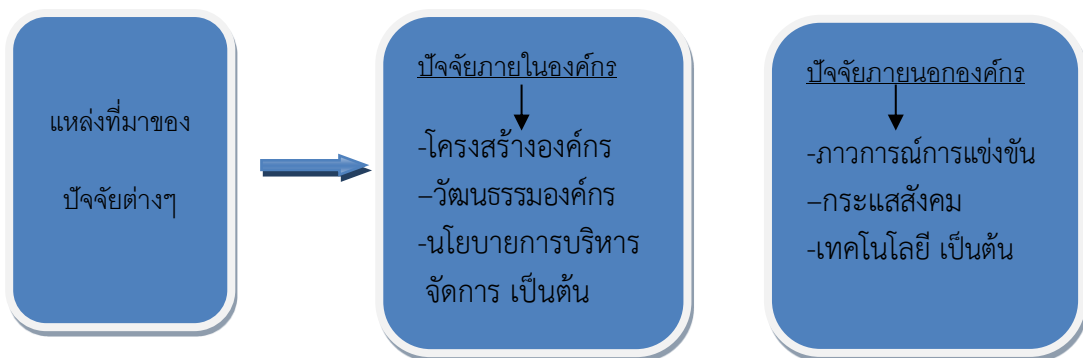 แหล่งที่มาของ
ปัจจัยต่างๆ
ปัจจัยภายในองค์กร
-โครงสร้างองค์กร
–วัฒนธรรมองค์กร
-นโยบายการบริหาร
จัดการ เป็นต้น
ปัจจัยภายนอกองค์กร
-ภาวการณ์การแข่งขัน
–กระแสสังคม
-เทคโนโลยี เป็นต้น